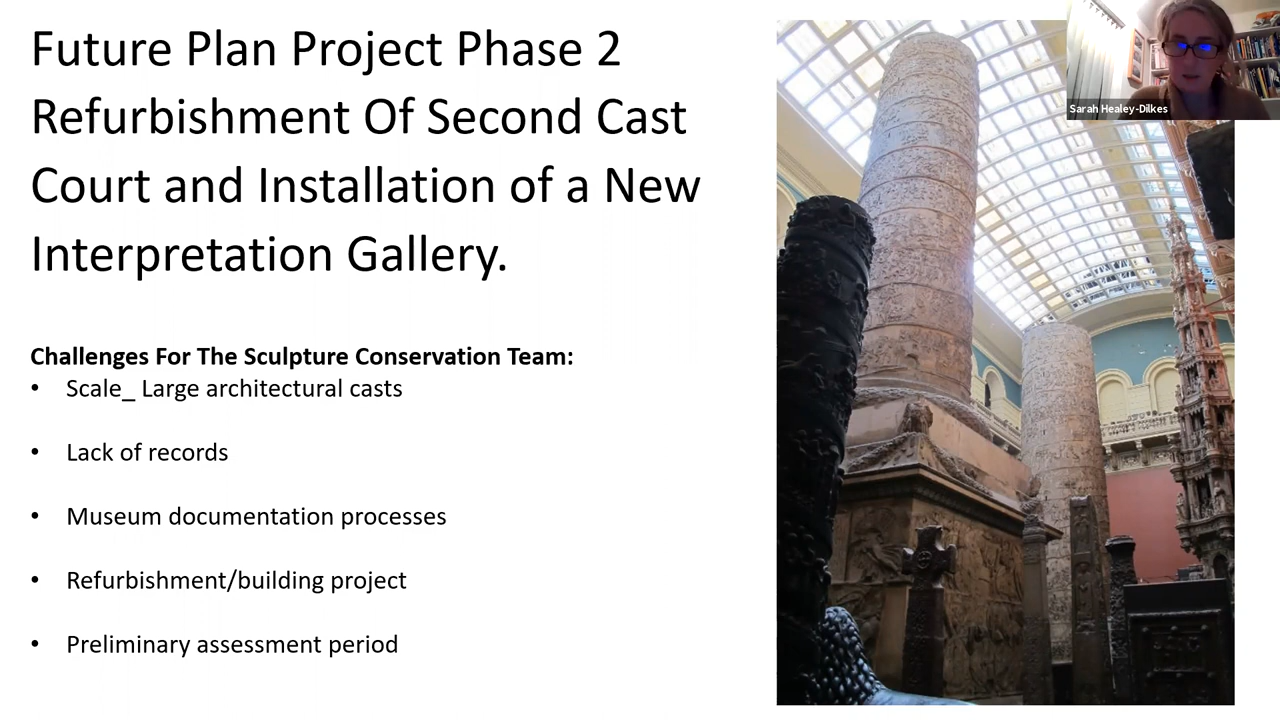 Future Plan Project Phase 2
Refurbishment Of Second Cast
Court and Installation of a New
Interpretation Gallery.
Sarah Healey-Dilkes
Challenges For The Sculpture Conservation Team:
• Scale_ Large architectural casts
• Lack of records
• Museum documentation processes
• Refurbishment/building project
• Preliminary assessment period